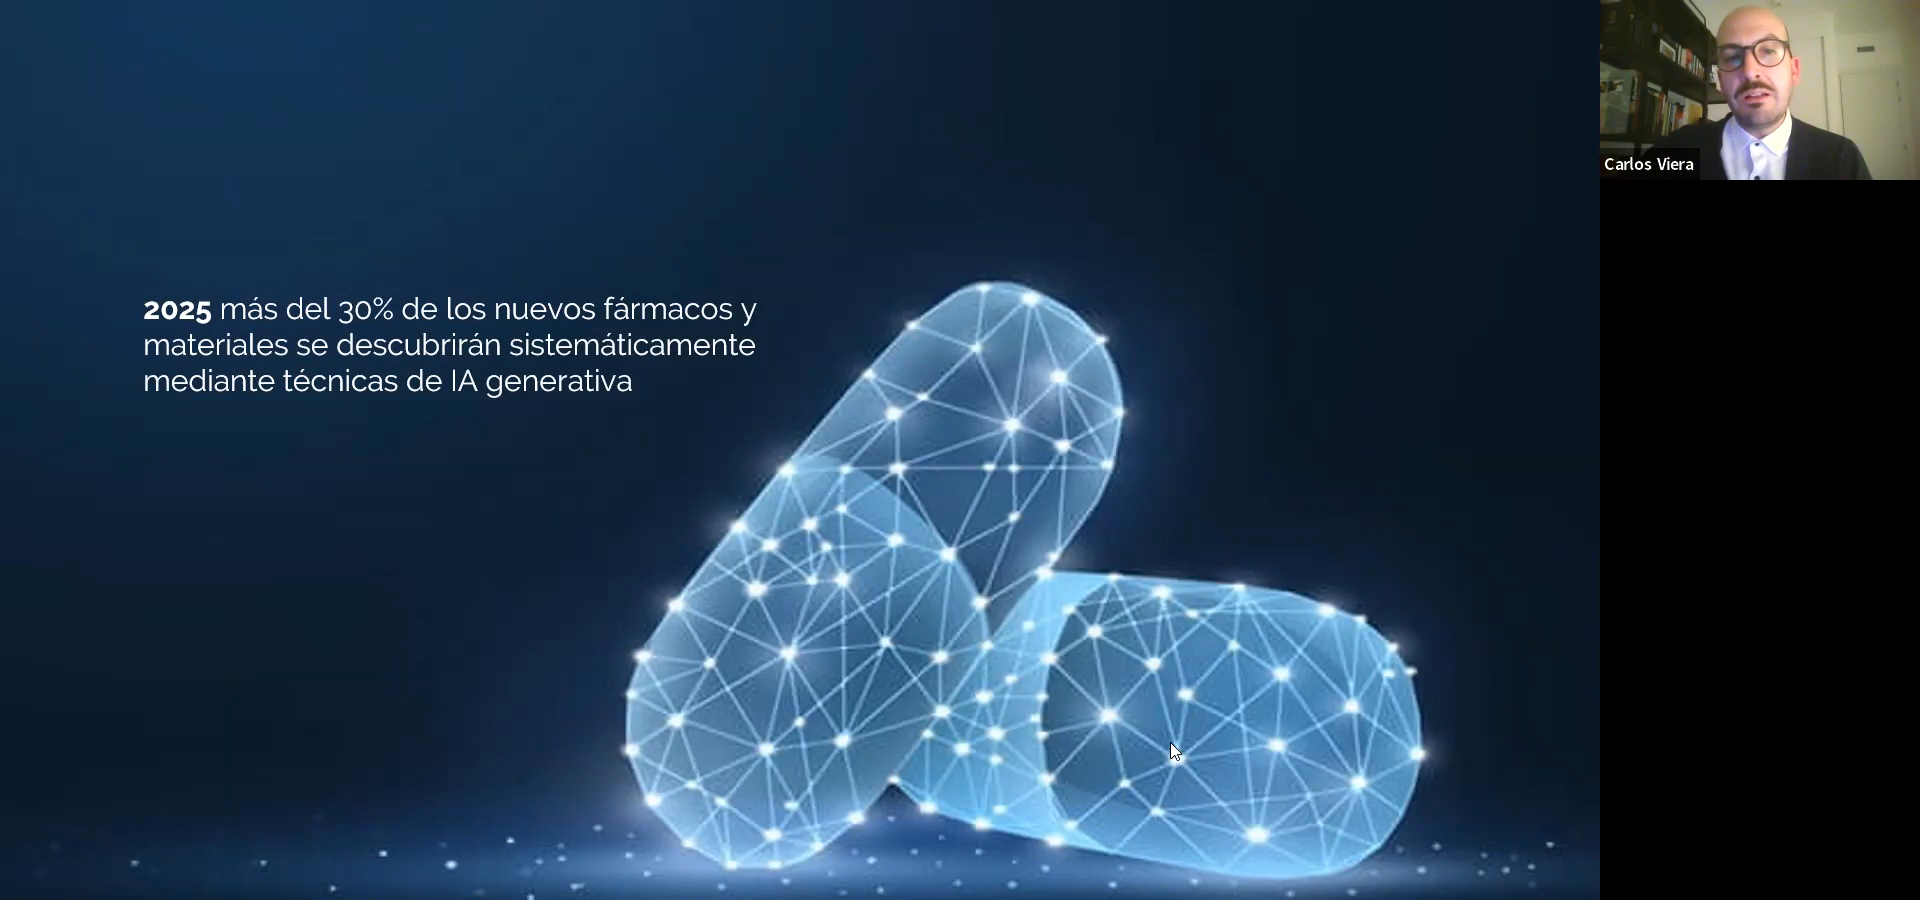 2025 más del 30% de los nuevos fármacos y
materiales se descubrirán sistemáticamente
mediante técnicas de IA generativa
Carlos Viera